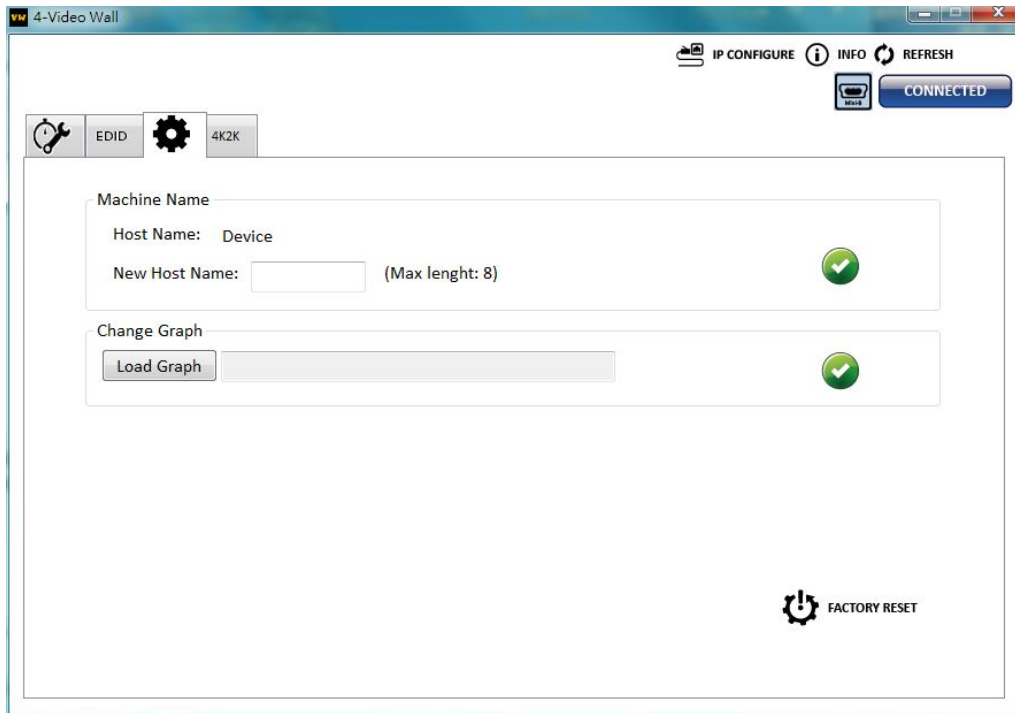 VW 4-Video Wall
IP CONFIGURE INFO REFRESH
CONNECTED
EDID 4K2K
Machine Name
Host Name: Device
New Host Name: (Max lenght: 8)
Change Graph
Load Graph
FACTORY RESET